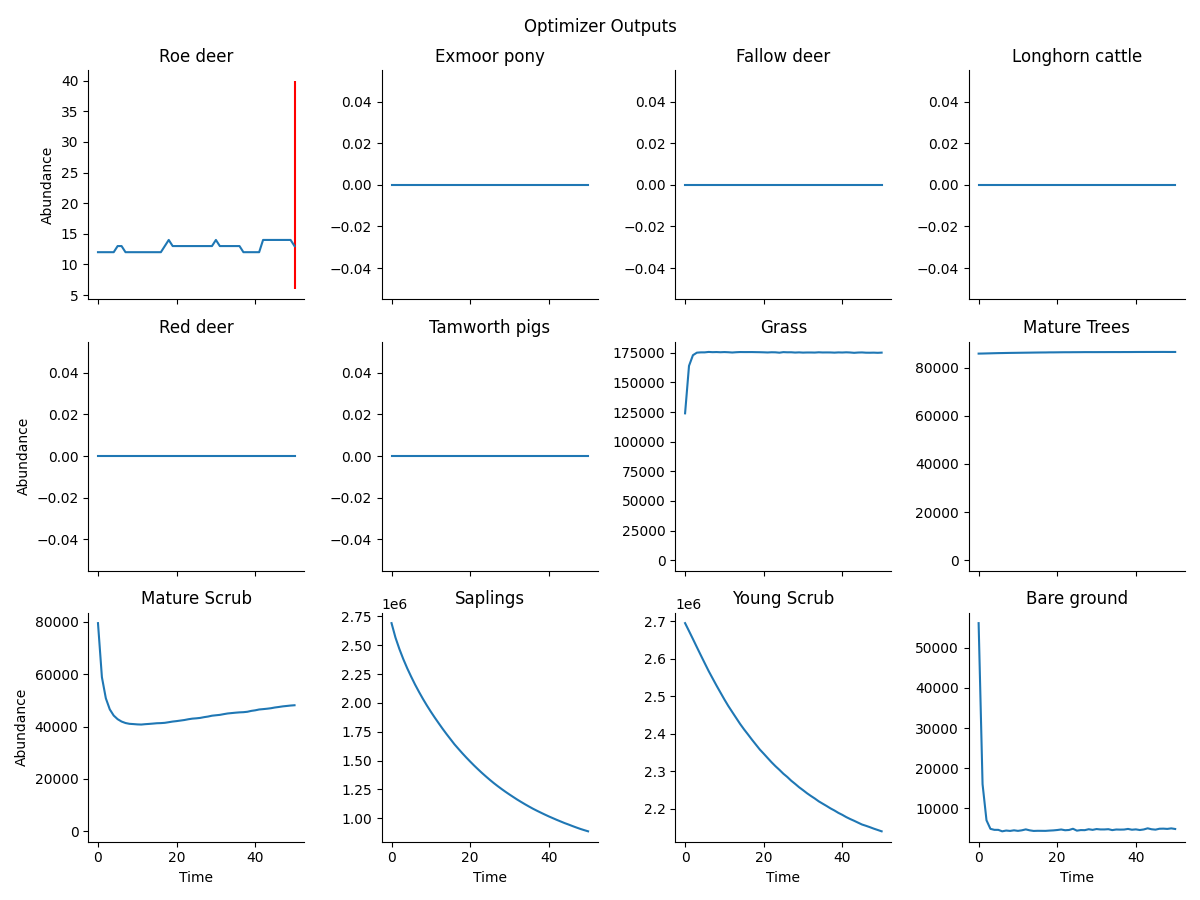 Optimizer Outputs
Roe deer
Exmoor pony
Fallow deer
Longhorn cattle
Abundance
40
35
30
25
20
15
10
5
0.04
0.02
0.00
−0.02
−0.04
0.04
0.02
0.00
−0.02
−0.04
0.04
0.02
0.00
−0.02
−0.04
Red deer
Tamworth pigs
Grass
Mature Trees
Abundance
0.04
0.02
0.00
−0.02
−0.04
0.04
0.02
0.00
−0.02
−0.04
175000
150000
125000
100000
75000
50000
25000
0
80000
60000
40000
20000
0
Mature Scrub
Saplings
Young Scrub
Bare ground
Abundance
80000
60000
40000
20000
0
0 20 40
Time
1e6
2.75
2.50
2.25
2.00
1.75
1.50
1.25
1.00
0 20 40
Time
1e6
2.7
2.6
2.5
2.4
2.3
2.2
0 20 40
Time
50000
40000
30000
20000
10000
0 20 40
Time